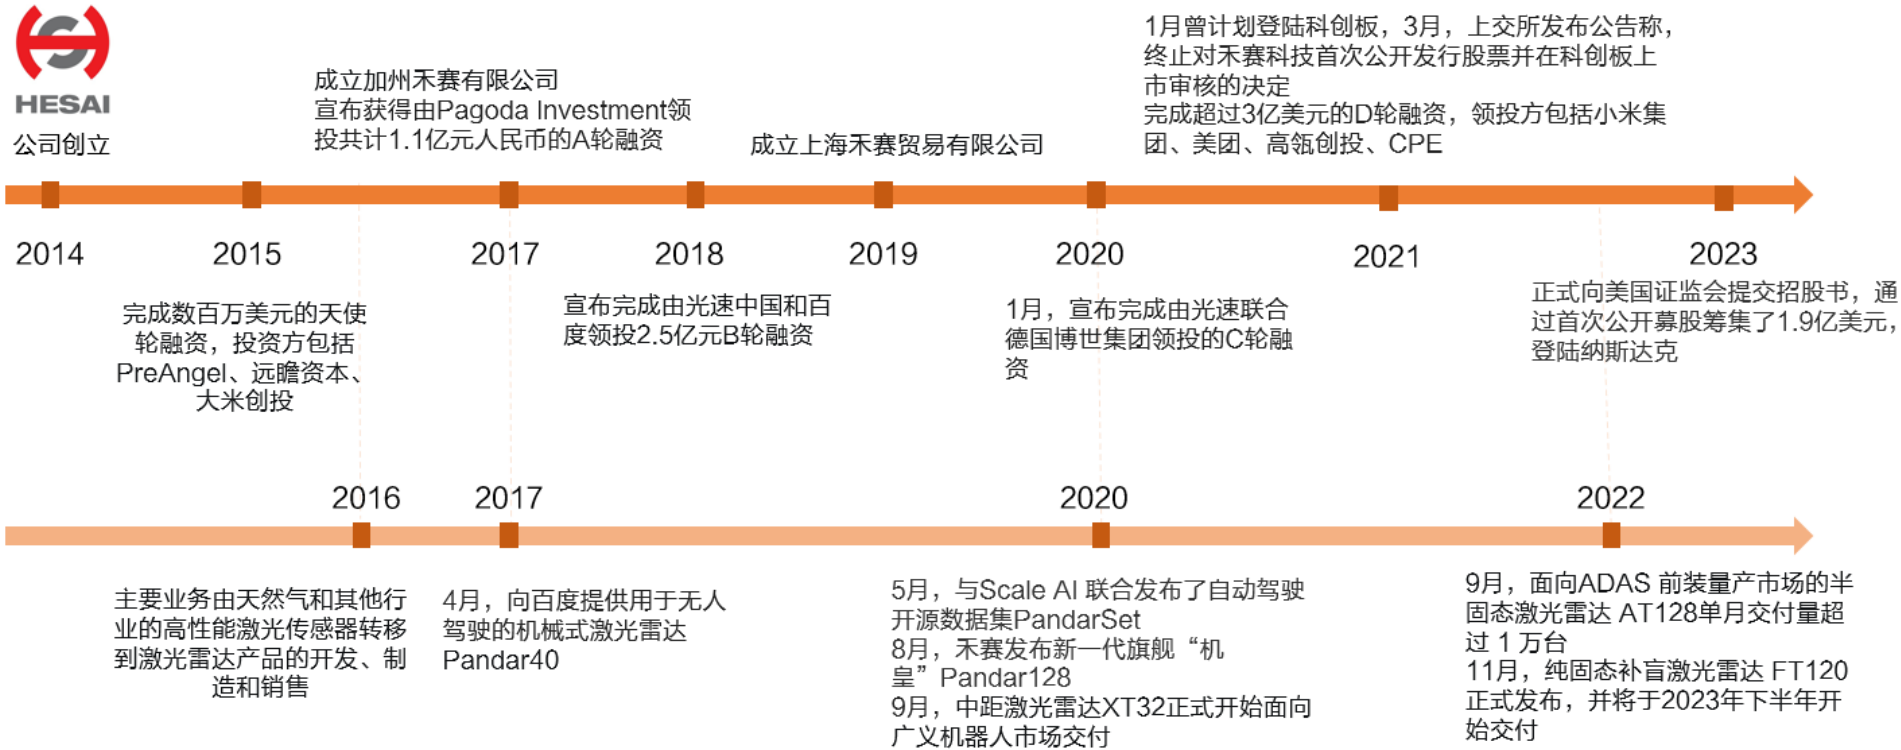 HESAI
公司创立
成立加州禾赛有限公司
宣布获得由Pagoda Investment领
投共计1.1亿元人民币的A轮融资
成立上海禾赛贸易有限公司
1月曾计划登陆科创板，3月，上交所发布公告称，
终止对禾赛科技首次公开发行股票并在科创板上
市审核的决定
完成超过3亿美元的D轮融资，领投方包括小米集
团、美团、高瓴创投、CPE
2014
2015
2017
2018
2019
2020
2021
2023
完成数百万美元的天使
轮融资，投资方包括
PreAngel、远瞻资本、
大米创投
宣布完成由光速中国和百
度领投2.5亿元B轮融资
1月，宣布完成由光速联合
德国博世集团领投的C轮融
资
正式向美国证监会提交招股书，通
过首次公开募股筹集了1.9亿美元，
登陆纳斯达克
2016
2017
2020
2022
主要业务由天然气和其他行
业的高性能激光传感器转移
到激光雷达产品的开发、制
造和销售
4月，向百度提供用于无人
驾驶的机械式激光雷达
Pandar40
5月，与Scale AI 联合发布了自动驾驶
开源数据集PandarSet
8月，禾赛发布新一代旗舰“机
皇”Pandar128
9月，中距激光雷达XT32正式开始面向
广义机器人市场交付
9月，面向ADAS 前装量产市场的半
固态激光雷达 AT128单月交付量超
过 1 万台
11月，纯固态补盲激光雷达 FT120
正式发布，并将于2023年下半年开
始交付